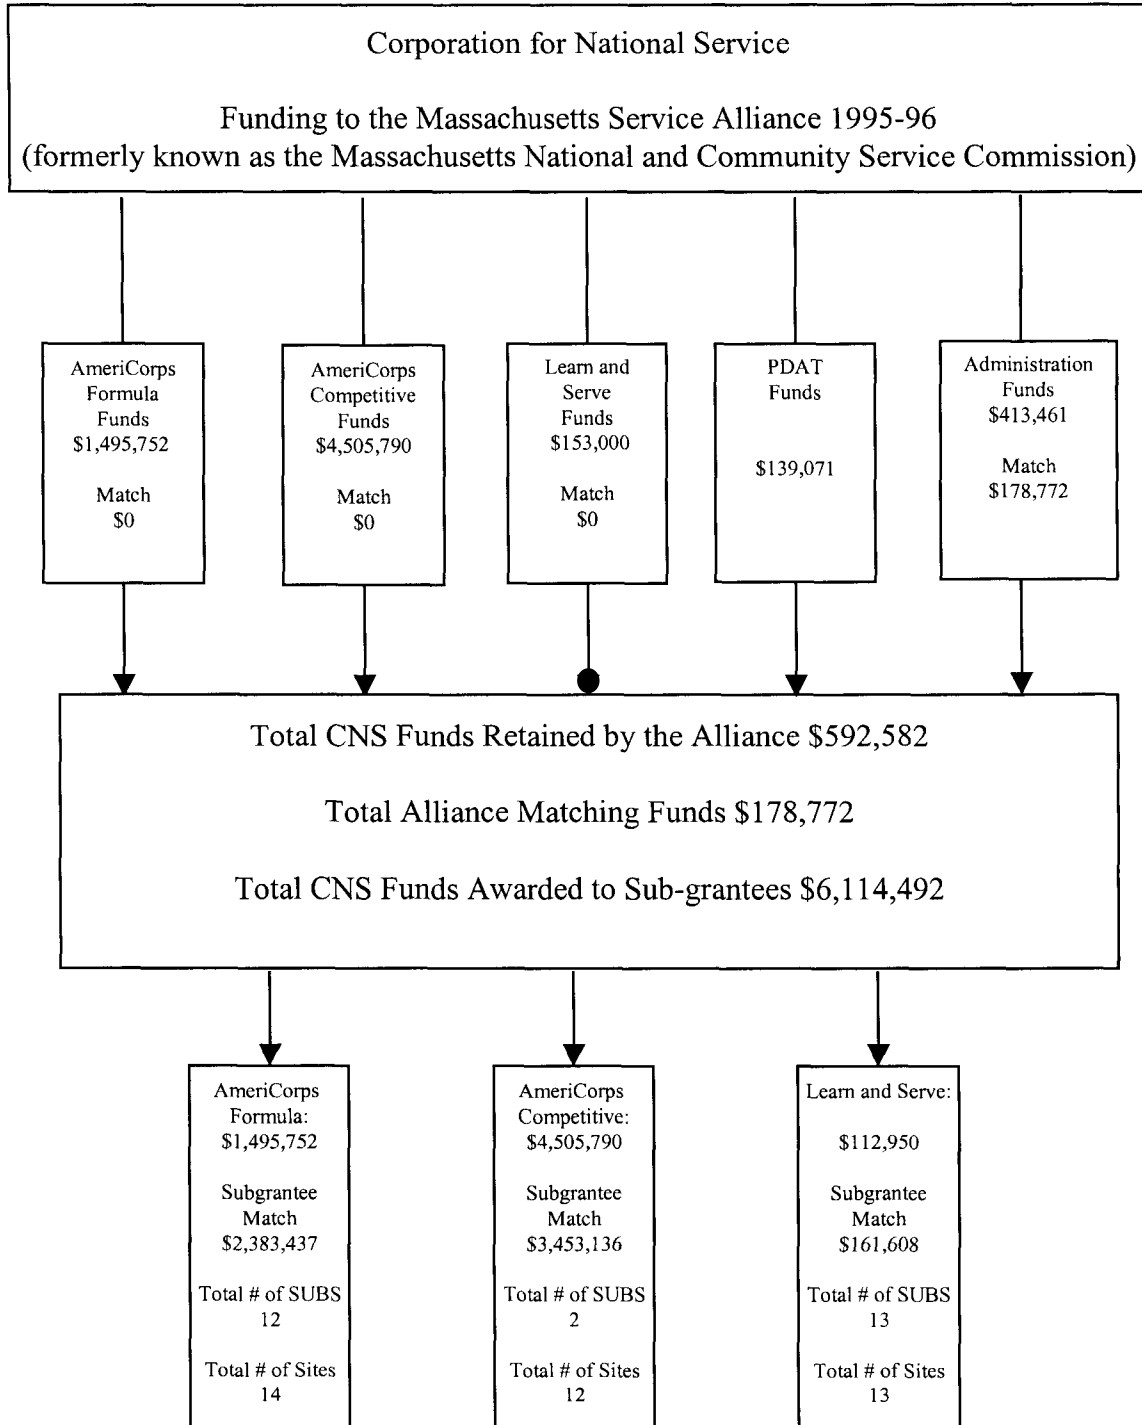 Corporation for National Service
Funding to the Massachusetts Service Alliance 1995-96
(formerly known as the Massachusetts National and Community Service Commission)
AmeriCorps
Formula
Funds
$1,495,752
Match
$0
AmeriCorps
Competitive
Funds
$4,505,790
Match
$0
Learn and
Serve
Funds
$153,000
Match
$0
PDAT
Funds
$139,071
Administration
Funds
$413,461
Match
$178,772
Total CNS Funds Retained by the Alliance $592,582
Total Alliance Matching Funds $178,772
Total CNS Funds Awarded to Sub-grantees $6,114,492
AmeriCorps
Formula:
$1,495,752
Subgrantee
Match
$2,383,437
Total # of SUBS
12
Total # of Sites
14
AmeriCorps
Competitive:
$4,505,790
Subgrantee
Match
$3,453,136
Total # of SUBS
2
Total # of Sites
12
Learn and Serve:
$112,950
Subgrantee
Match
$161,608
Total # of SUBS
13
Total # of Sites
13